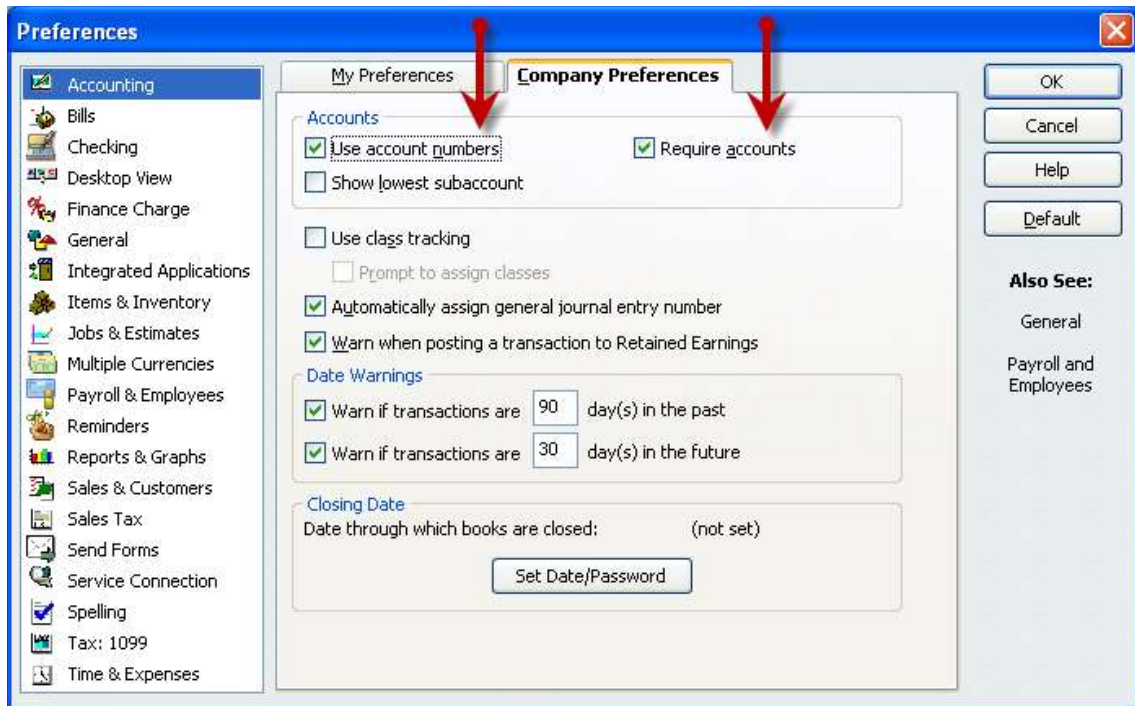 Preferences
Accounting
Bills
Checking
Desktop View
Finance Charge
General
Integrated Applications
Items & Inventory
Jobs & Estimates
Multiple Currencies
Payroll & Employees
Reminders
Reports & Graphs
Sales & Customers
Sales Tax
Send Forms
Service Connection
Spelling
Tax: 1099
Time & Expenses
My Preferences
Company Preferences
Accounts
Use account numbers
Require accounts
Show lowest subaccount
Use class tracking
Prompt to assign classes
Automatically assign general journal entry number
Warn when posting a transaction to Retained Earnings
Date Warnings
Warn if transactions are 90 day(s) in the past
Warn if transactions are 30 day(s) in the future
Closing Date
Date through which books are closed: (not set)
Set Date/Password
OK
Cancel
Help
Default
Also See:
General
Payroll and
Employees